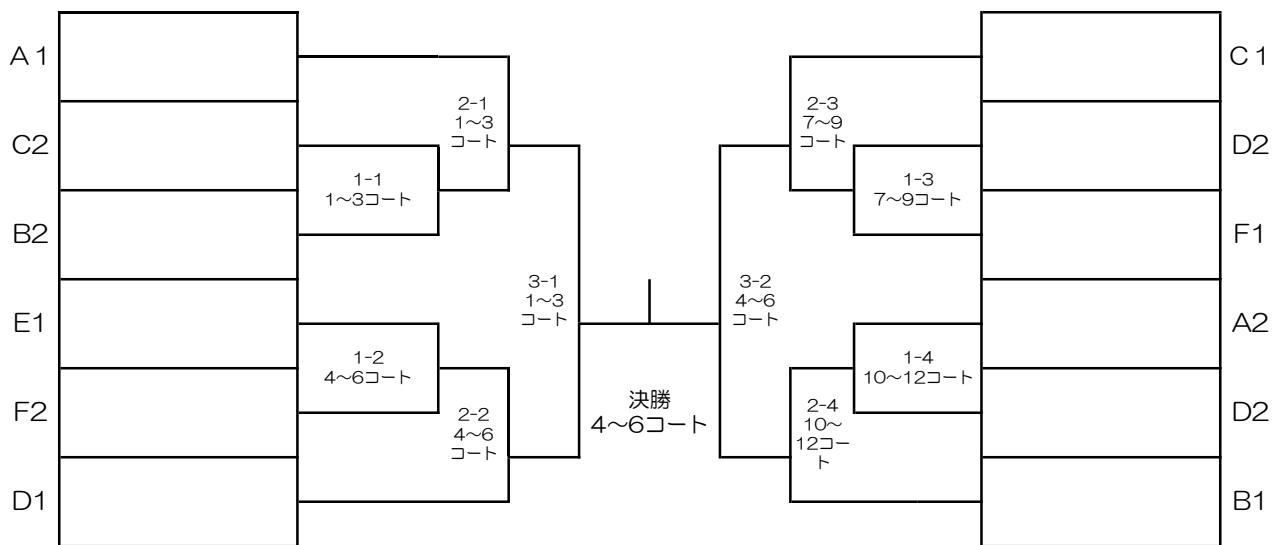 A1
C1
2-1
1～3
コート
2-3
7～9
コート
C2
D2
1-1
1～3コート
1-3
7～9コート
B2
F1
3-1
1～3
コート
3-2
4～6
コート
E1
A2
1-2
4～6コート
1-4
10～12コート
決勝
4～6コート
F2
D2
2-2
4～6
コート
2-4
10～
12コー
ト
D1
B1